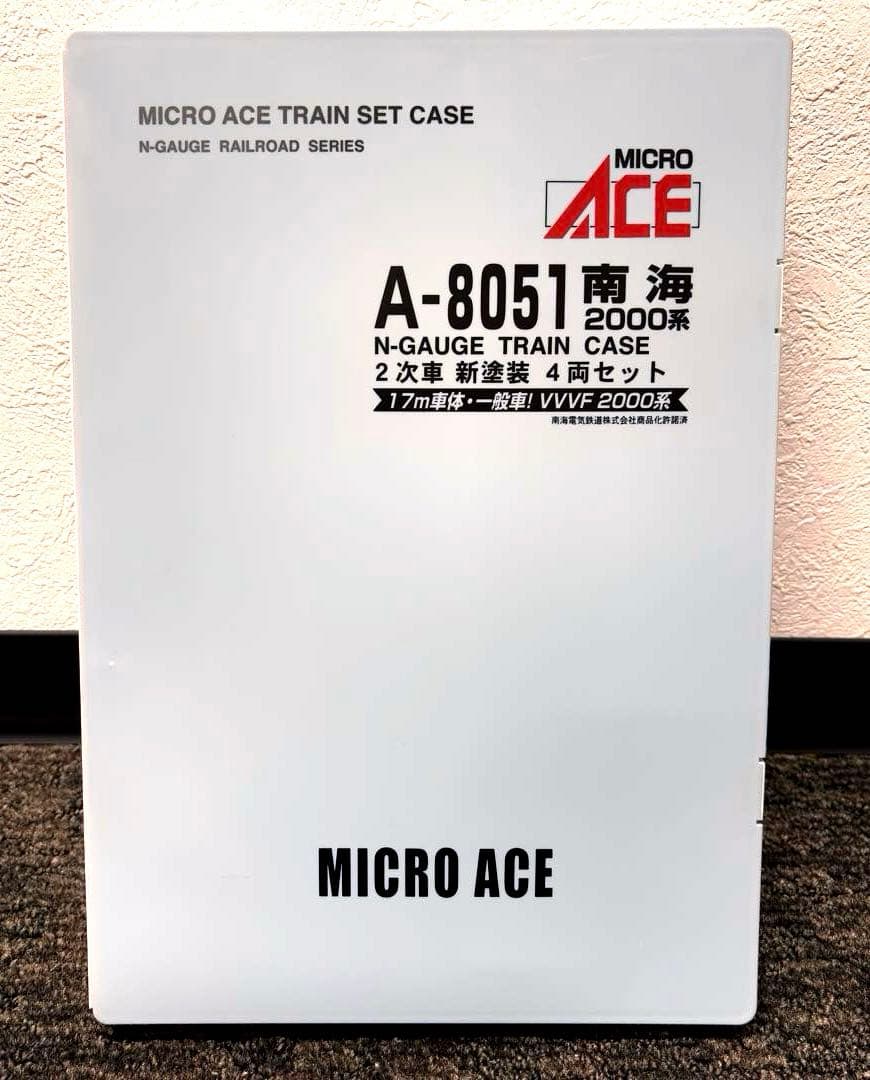 MICRO ACE TRAIN SET CASE
N-GAUGE RAILROAD SERIES
MICRO
ACE
A-8051 南海
2000系
N-GAUGE TRAIN CASE
2次車 新塗装 4両セット
17m車体・一般車! VVVF 2000系
南海電気鉄道株式会社商品化許諾済
MICRO ACE